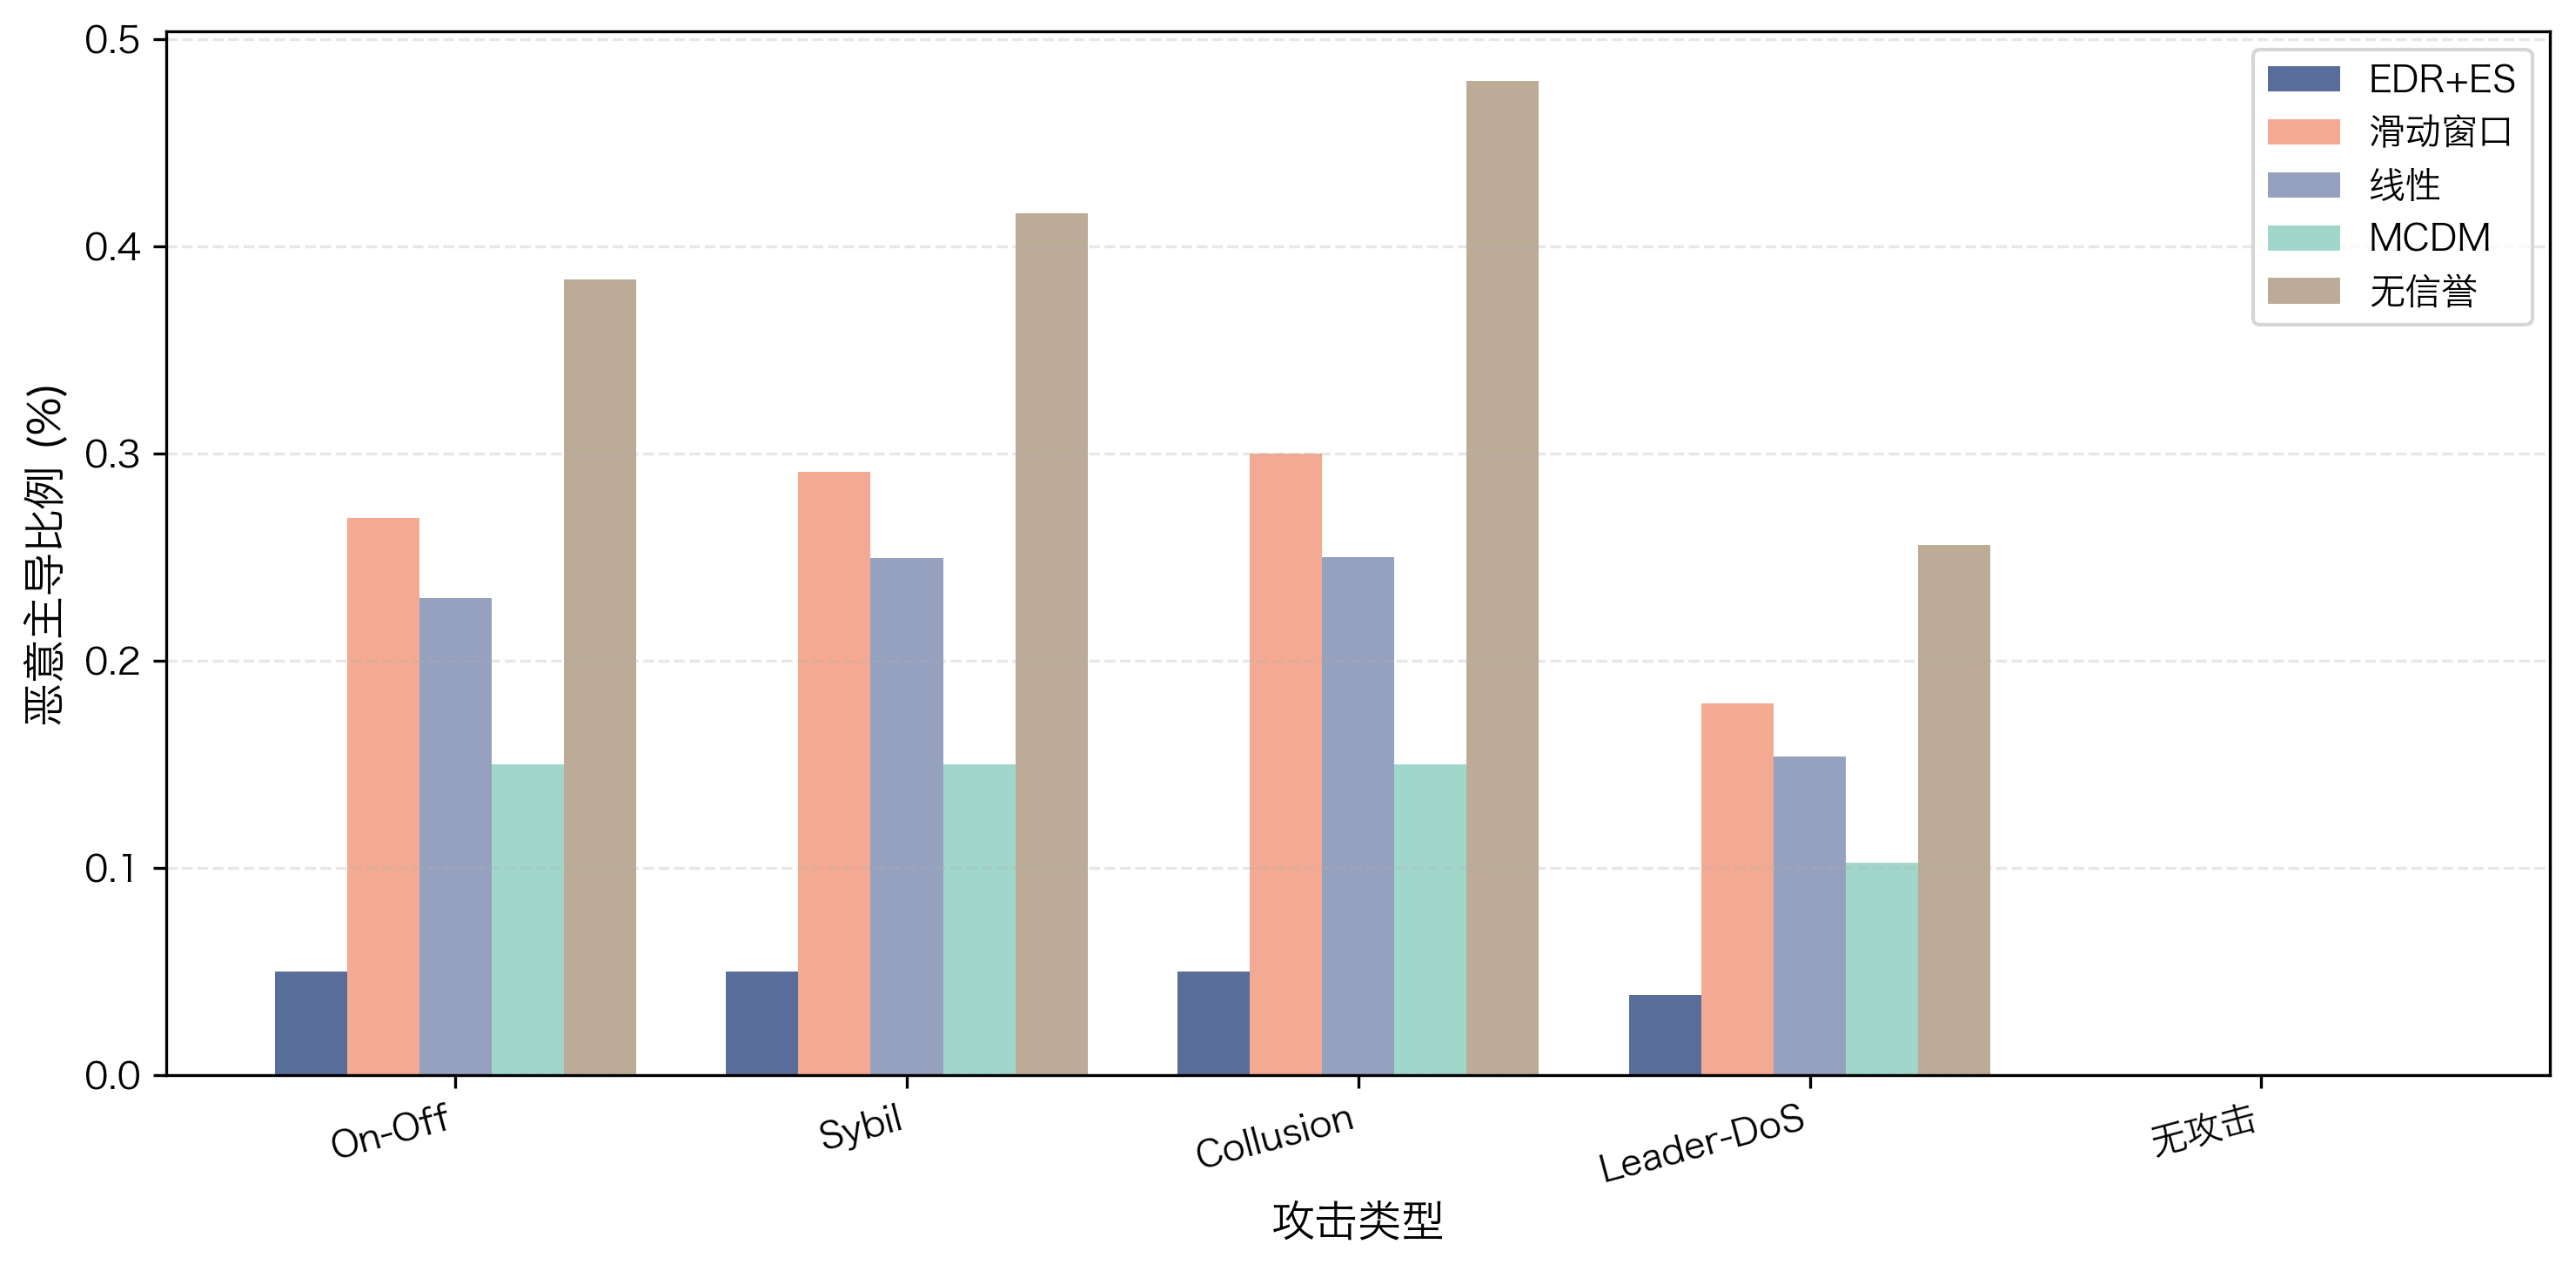 恶意主导比例 (%)
0.5
0.4
0.3
0.2
0.1
0.0
EDR+ES
滑动窗口
线性
MCDM
无信誉
On-Off
Sybil
Collusion
Leader-DoS
无攻击
攻击类型